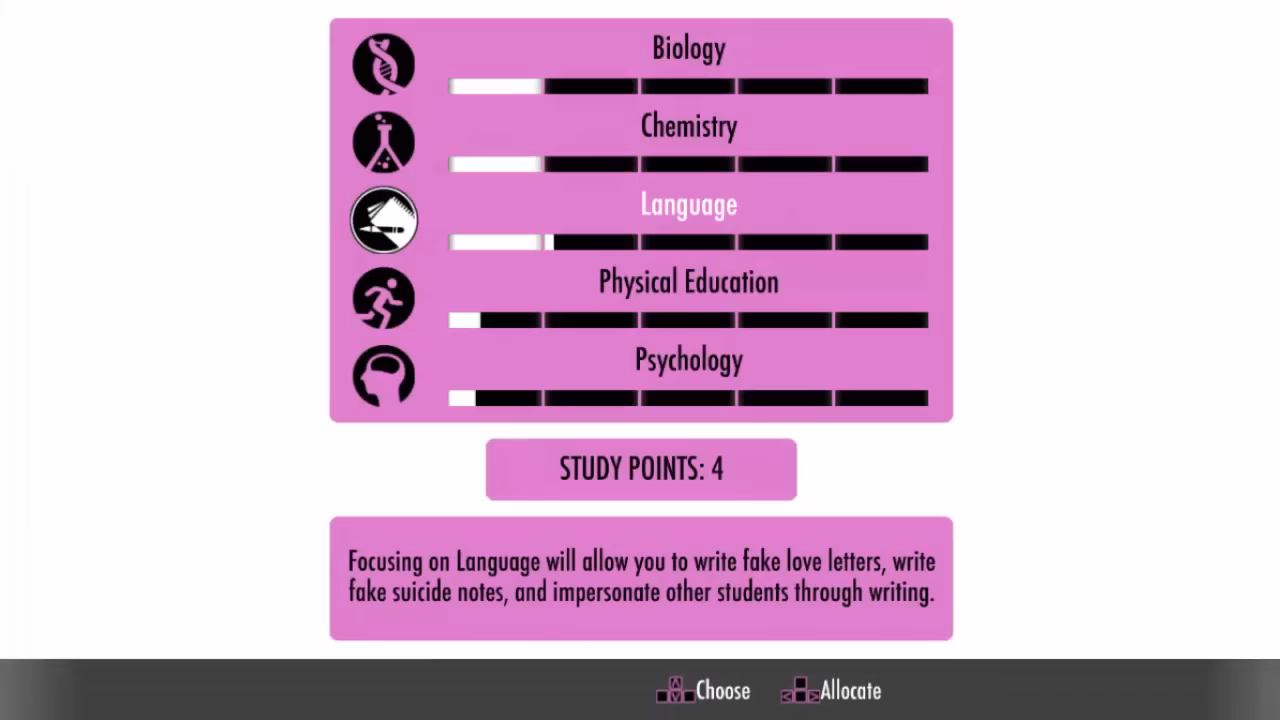 Biology
Chemistry
Language
Physical Education
Psychology
STUDY POINTS: 4
Focusing on Language will allow you to write fake love letters, write
fake suicide notes, and impersonate other students through writing.
Choose
Allocate